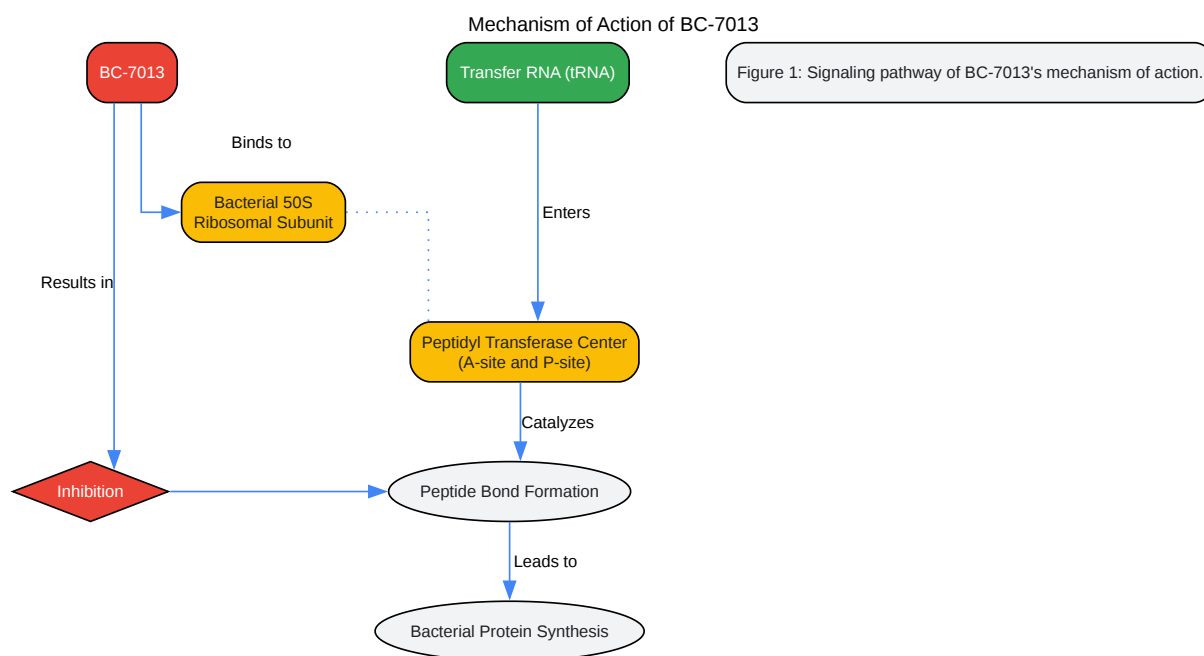 Mechanism of Action of BC-7013
BC-7013
Transfer RNA (tRNA)
Figure 1: Signaling pathway of BC-7013's mechanism of action.
Binds to
Bacterial 50S
Ribosomal Subunit
Enters
Results in
Peptidyl Transferase Center
(A-site and P-site)
Catalyzes
Inhibition
Peptide Bond Formation
Leads to
Bacterial Protein Synthesis